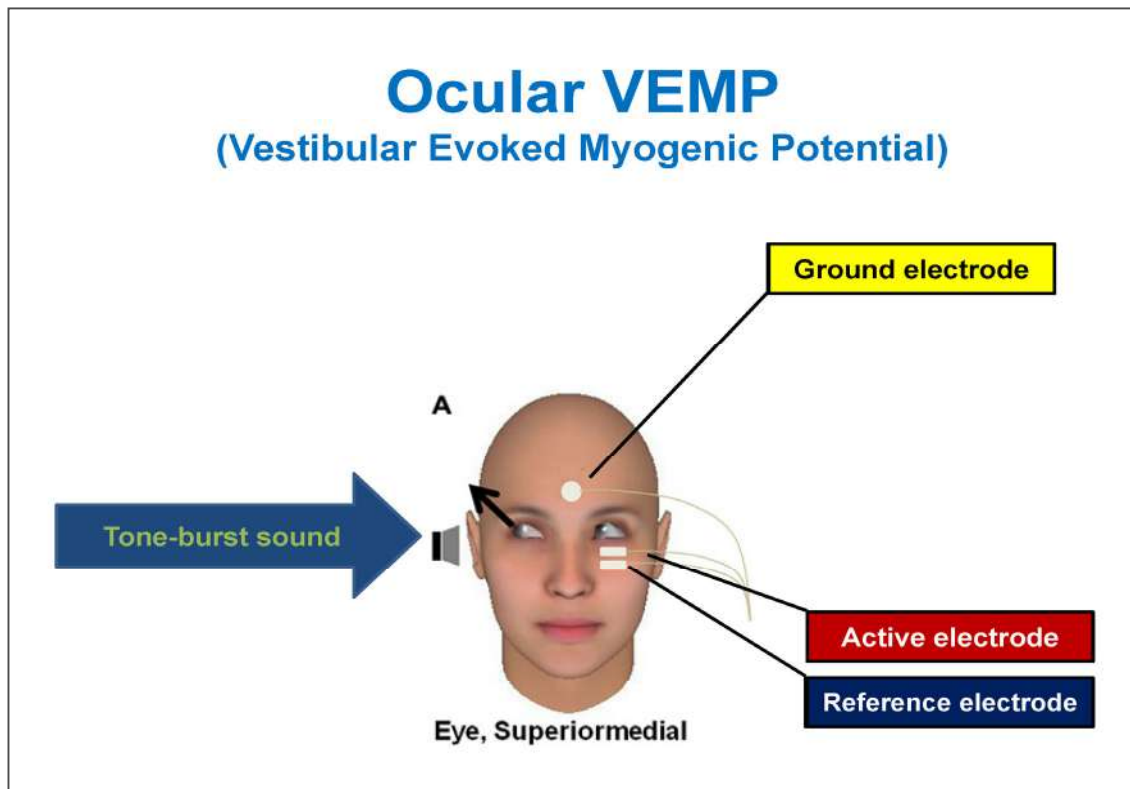 Ocular VEMP
(Vestibular Evoked Myogenic Potential)
Ground electrode
A
Tone-burst sound
Active electrode
Reference electrode
Eye, Superiormedial